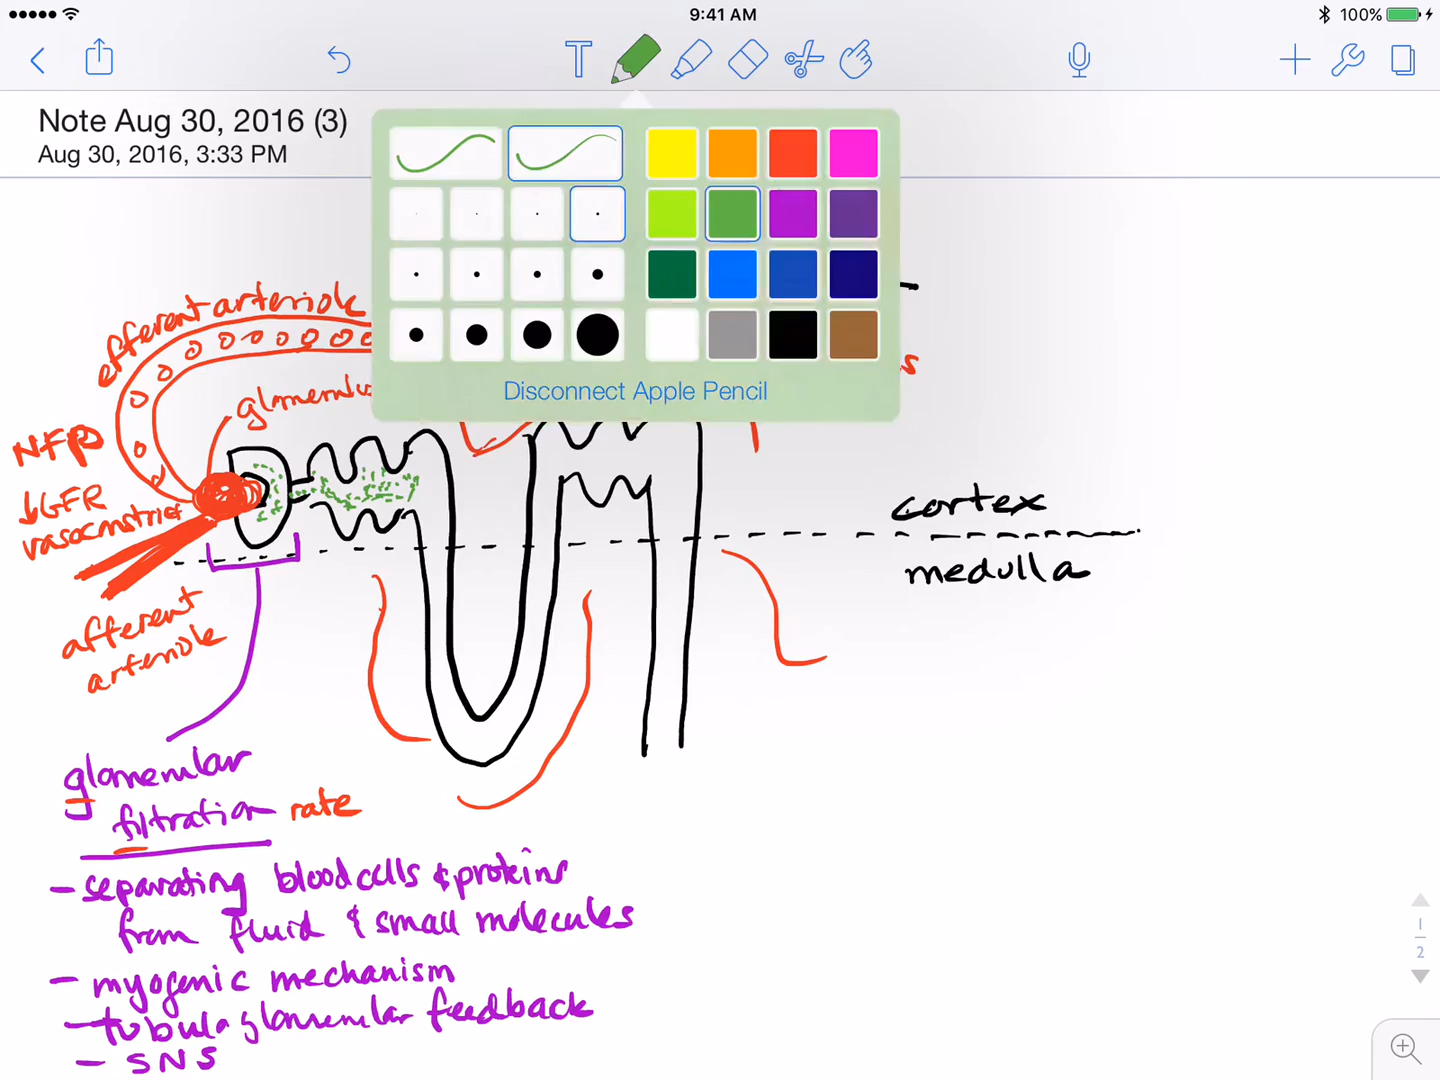 9:41 AM
100%
T
Note Aug 30, 2016 (3)
Aug 30, 2016, 3:33 PM
Disconnect Apple Pencil
efferent arteriole
glomerulus
s
NFP
↓GFR
vasoconstrict
cortex
medulla
afferent
arteriole
glomerular
filtration rate
- separating blood cells & proteins
from fluid & small molecules
- myogenic mechanism
- tubuloglomerular feedback
- SNS
1
2